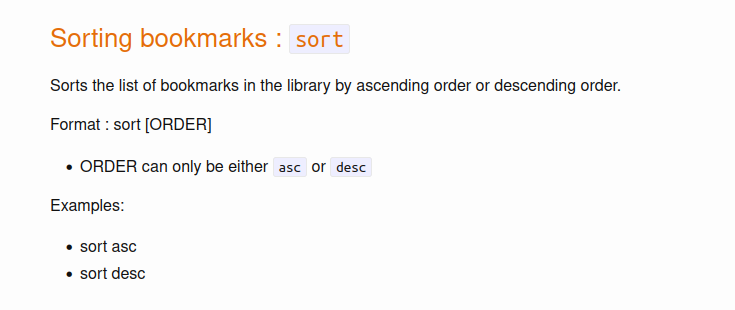 Sorting bookmarks : sort
Sorts the list of bookmarks in the library by ascending order or descending order.
Format : sort [ORDER]
• ORDER can only be either asc or desc
Examples:
• sort asc
• sort desc